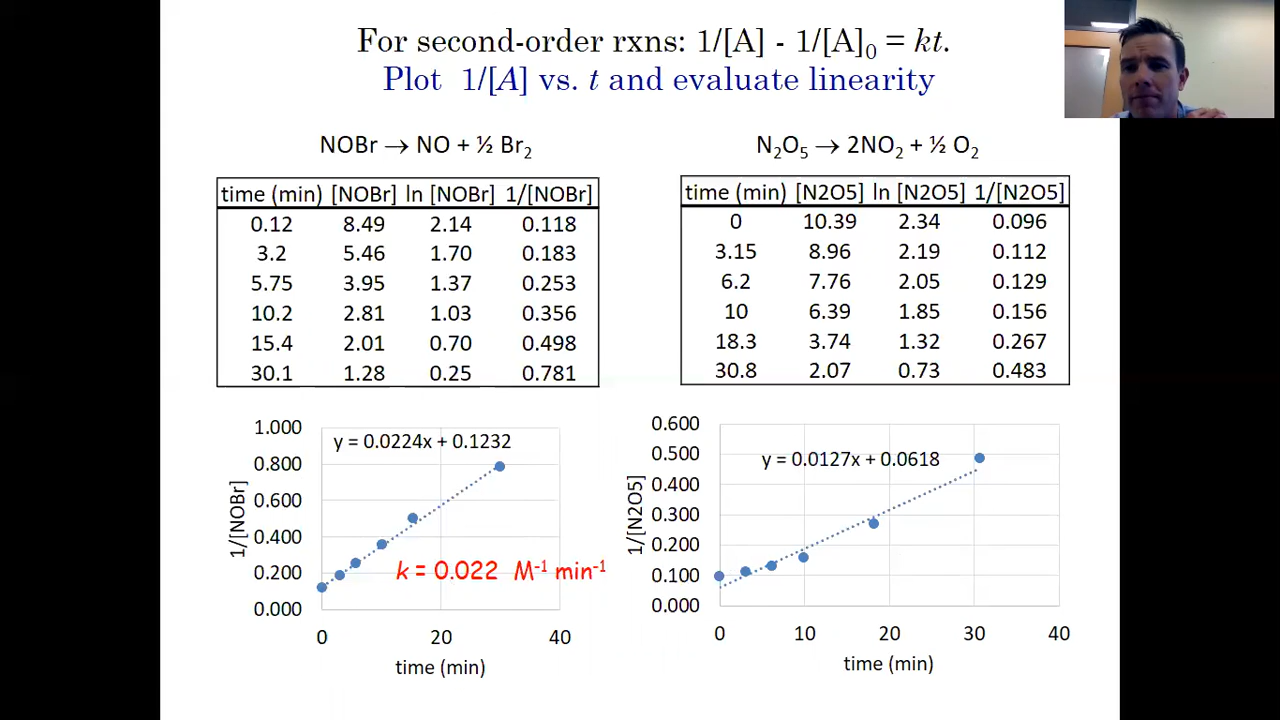 For second-order rxns: 1/[A] - 1/[A]₀ = kt.
Plot 1/[A] vs. t and evaluate linearity
NOBr → NO + ½ Br₂
time (min) [NOBr] ln [NOBr] 1/[NOBr]
0.12 8.49 2.14 0.118
3.2 5.46 1.70 0.183
5.75 3.95 1.37 0.253
10.2 2.81 1.03 0.356
15.4 2.01 0.70 0.498
30.1 1.28 0.25 0.781
N₂O₅ → 2NO₂ + ½ O₂
time (min) [N2O5] ln [N2O5] 1/[N2O5]
0 10.39 2.34 0.096
3.15 8.96 2.19 0.112
6.2 7.76 2.05 0.129
10 6.39 1.85 0.156
18.3 3.74 1.32 0.267
30.8 2.07 0.73 0.483
1.000
0.800
0.600
0.400
0.200
0.000
1/[NOBr]
y = 0.0224x + 0.1232
k = 0.022 M⁻¹ min⁻¹
0 20 40
time (min)
0.600
0.500
0.400
0.300
0.200
0.100
0.000
1/[N2O5]
y = 0.0127x + 0.0618
0 10 20 30 40
time (min)